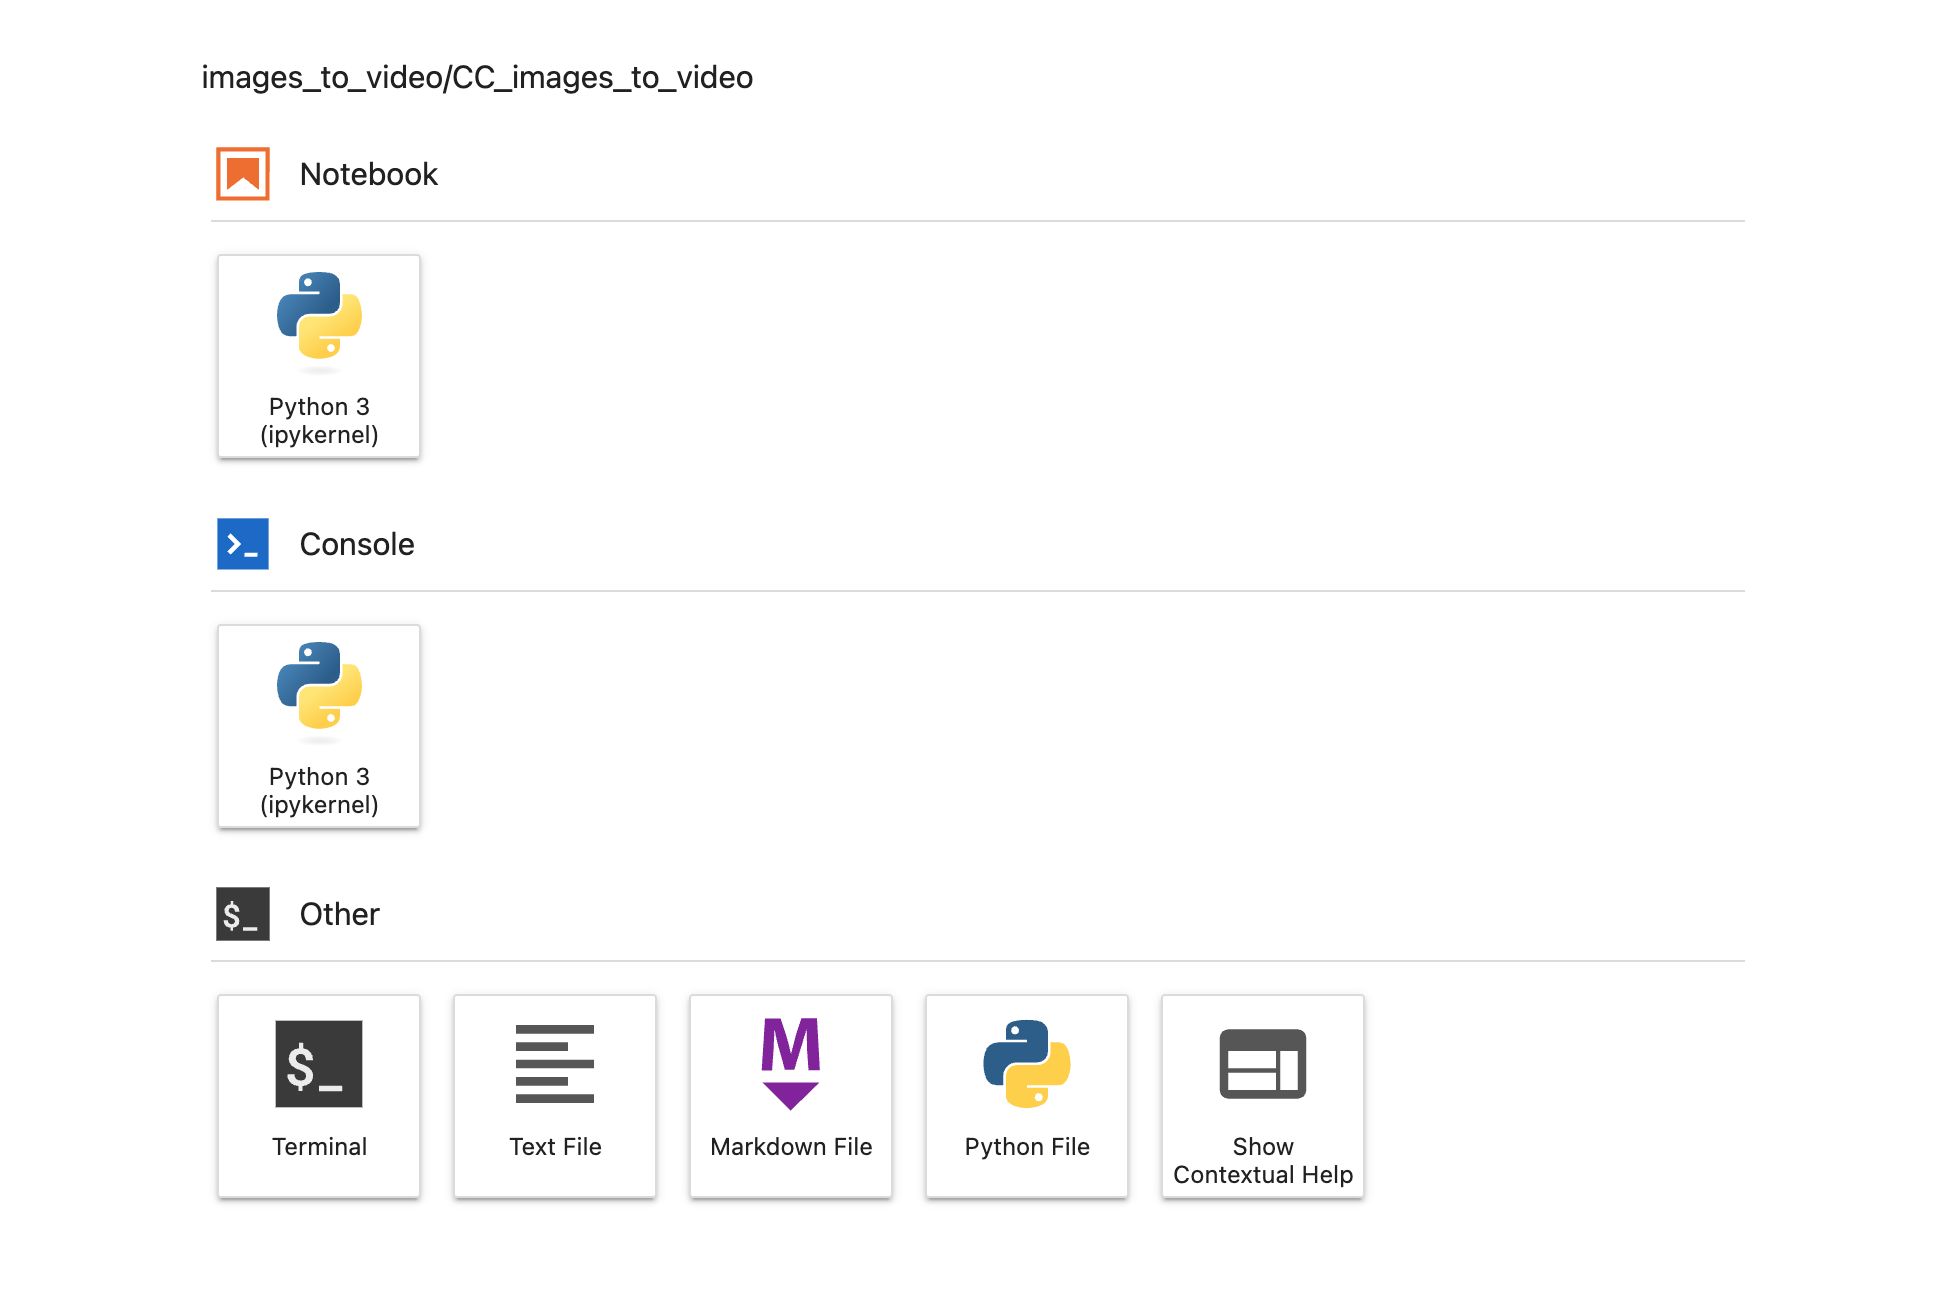 images_to_video/CC_images_to_video
Notebook
Python 3
(ipykernel)
Console
Python 3
(ipykernel)
$_ Other
$_
Terminal
Text File
M
Markdown File
Python File
Show
Contextual Help